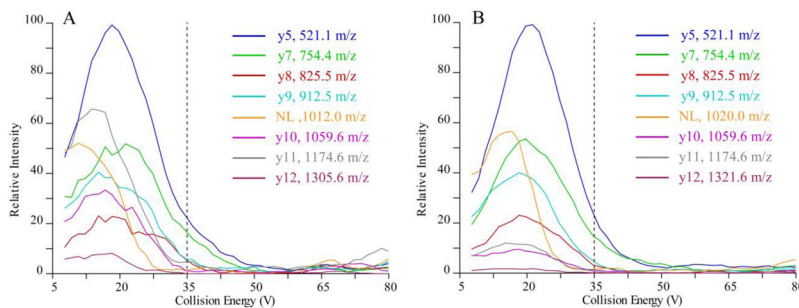 A
100
80
60
40
20
0
Relative Intensity
5
20
35
50
65
80
Collision Energy (V)
y5, 521.1 m/z
y7, 754.4 m/z
y8, 825.5 m/z
y9, 912.5 m/z
NL ,1012.0 m/z
y10, 1059.6 m/z
y11, 1174.6 m/z
y12, 1305.6 m/z
B
100
80
60
40
20
0
Relative Intensity
5
20
35
50
65
80
Collision Energy (V)
y5, 521.1 m/z
y7, 754.4 m/z
y8, 825.5 m/z
y9, 912.5 m/z
NL, 1020.0 m/z
y10, 1059.6 m/z
y11, 1174.6 m/z
y12, 1321.6 m/z